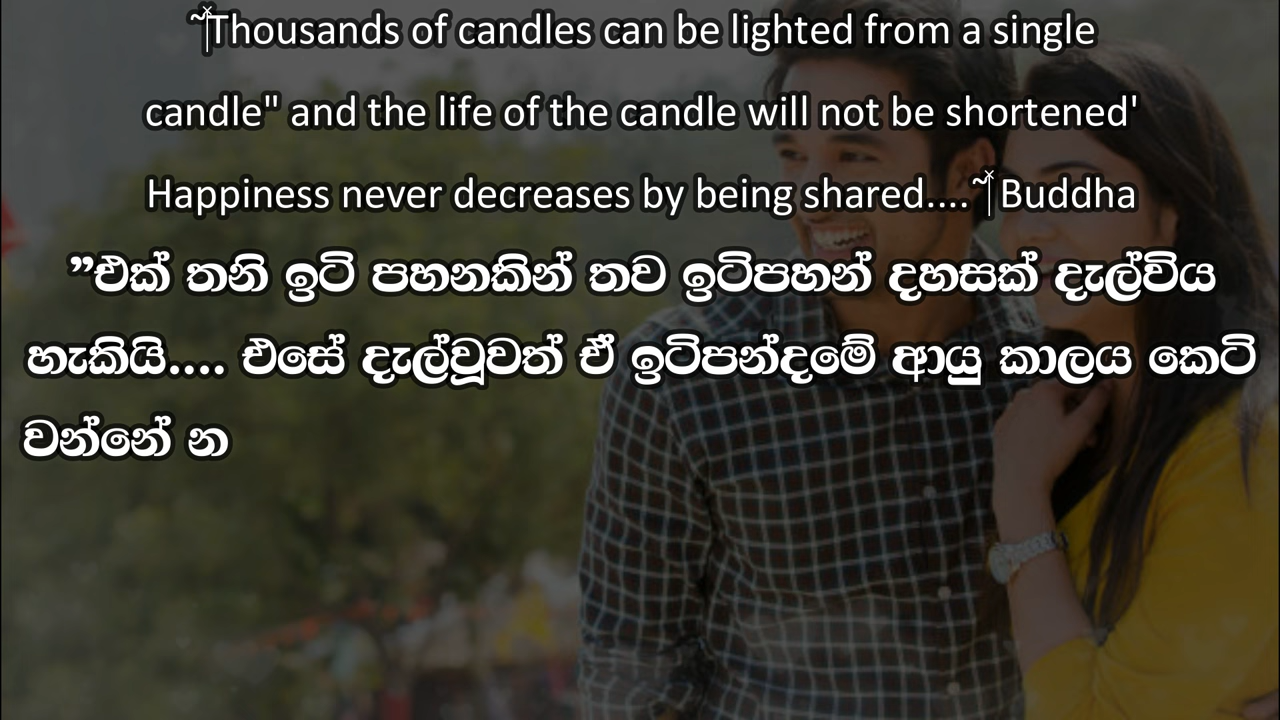 "Thousands of candles can be lighted from a single
candle" and the life of the candle will not be shortened'
Happiness never decreases by being shared...." Buddha
”එක් තනි ඉටි පහනකින් තව ඉටිපහන් දහසක් දැල්විය
හැකියි.... එසේ දැල්වූවත් ඒ ඉටිපන්දමේ ආයු කාලය කෙටි
වන්නේ න